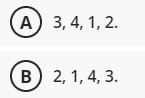 A 3, 4, 1, 2.
B 2, 1, 4, 3.